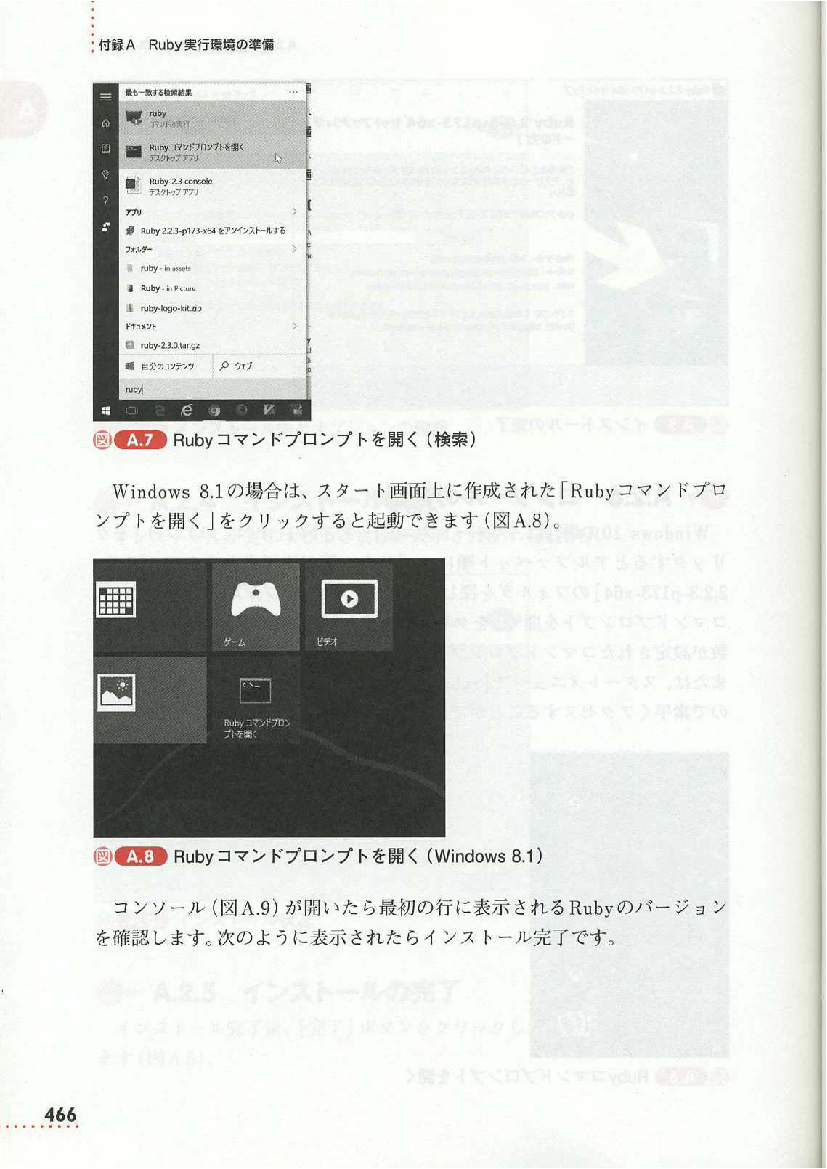 付録A　Ruby実行環境の準備
最も一致する検索結果 …
ruby
コマンドの実行
Ruby コマンドプロンプトを開く
デスクトップ アプリ
デスクトップ アプリ
アプリ
Ruby 2.2.3-p173-x64 をアンインストールする
フォルダー
ruby - in assets
Ruby - in Picture
ruby-logo-kit.zip
ドキュメント
ruby-2.3.0.tar.gz
自分のコンテンツ ウェブ
ruby
図 A.7 Rubyコマンドプロンプトを開く（検索）
Windows 8.1の場合は、スタート画面上に作成された「Rubyコマンドプロ
ンプトを開く」をクリックすると起動できます（図A.8）。
ゲーム ビデオ
Ruby コマンドプロン
プトを開く
図 A.8 Rubyコマンドプロンプトを開く（Windows 8.1）
コンソール（図A.9）が開いたら最初の行に表示されるRubyのバージョン
を確認します。次のように表示されたらインストール完了です。
466